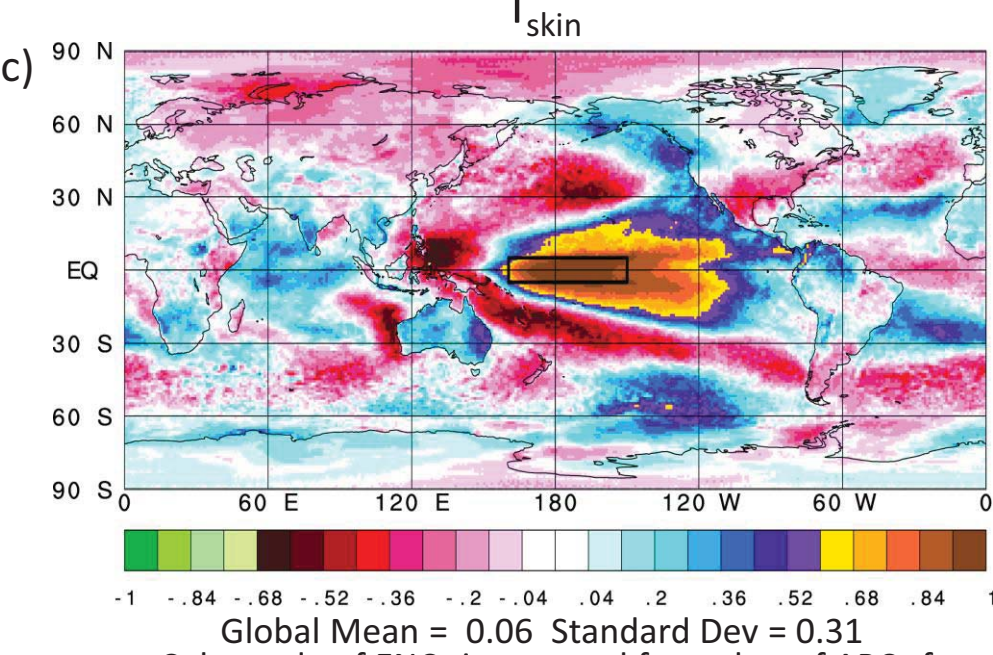 Tskin
c)
90 N
60 N
30 N
EQ
30 S
60 S
90 S
0 60 E 120 E 180 120 W 60 W 0
-1 -.84 -.68 -.52 -.36 -.2 -.04 .04 .2 .36 .52 .68 .84 1
Global Mean = 0.06 Standard Dev = 0.31